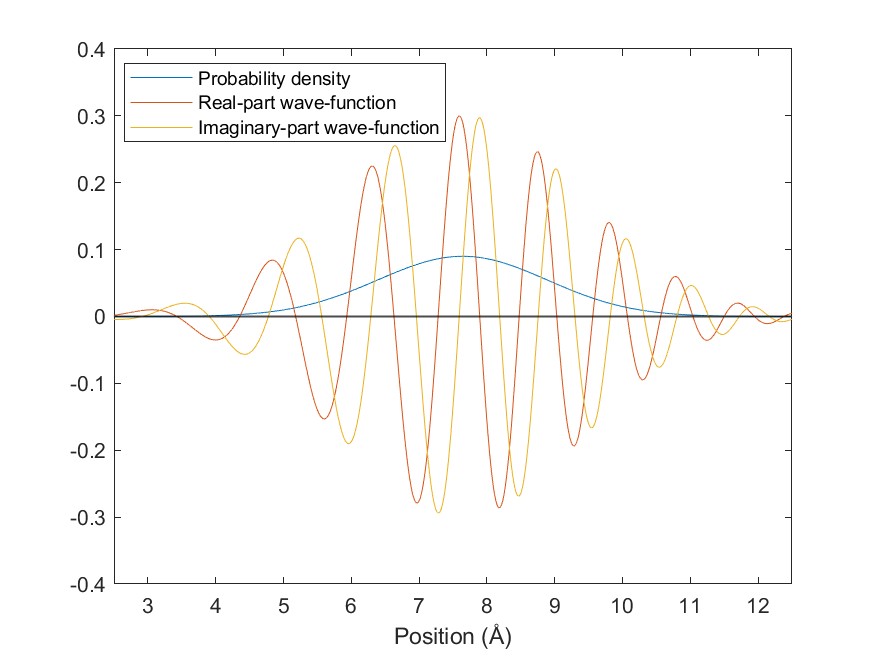 0.4
Probability density
Real-part wave-function
Imaginary-part wave-function
0.3
0.2
0.1
0
-0.1
-0.2
-0.3
-0.4
3 4 5 6 7 8 9 10 11 12
Position (Å)